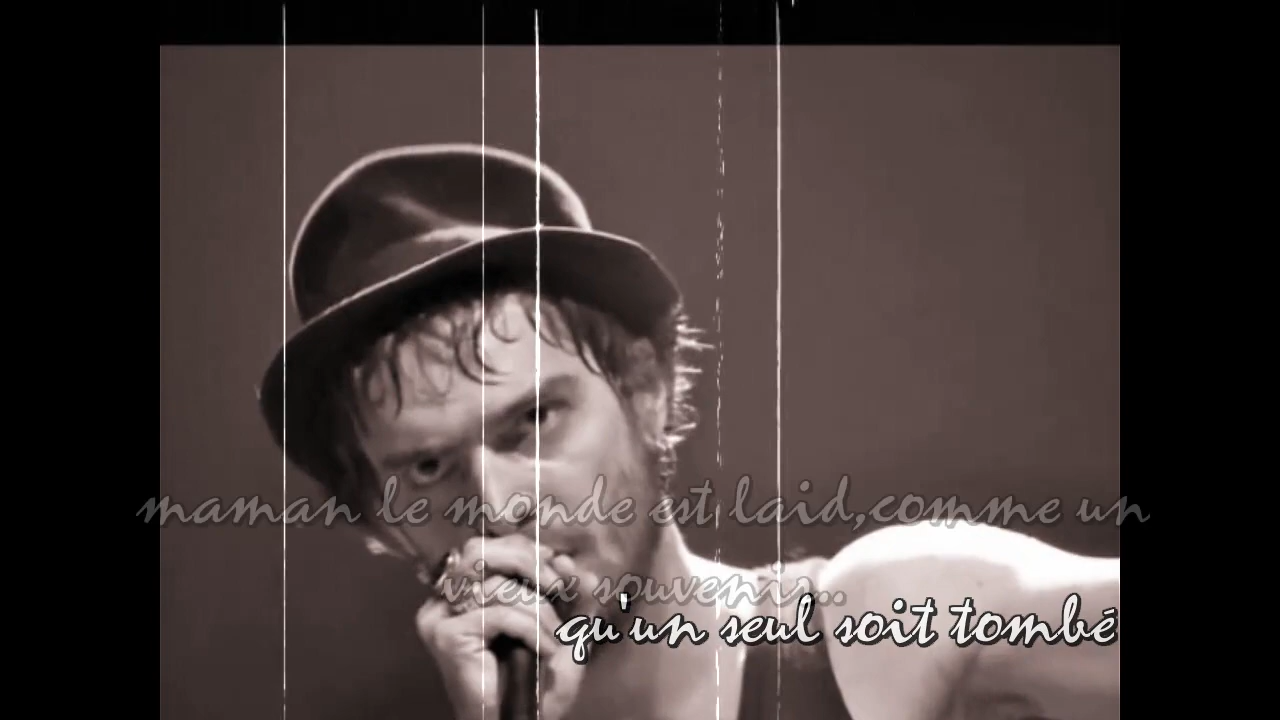 maman le monde est laid,comme un
vieux souvenir..
qu'un seul soit tombé